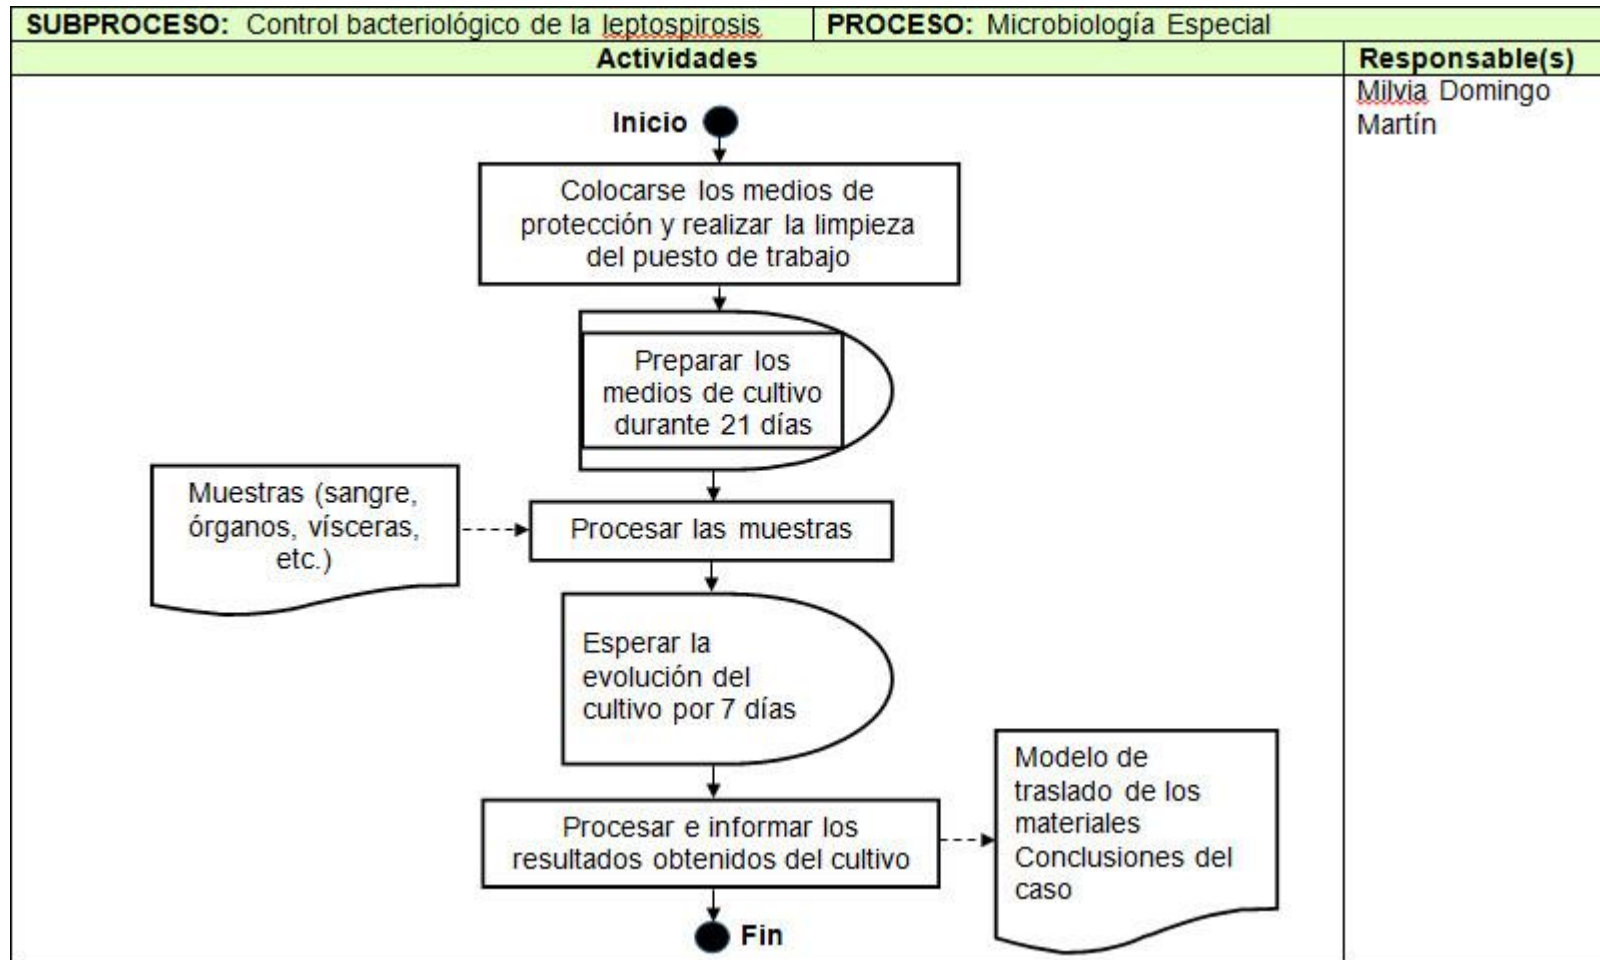 SUBPROCESO: Control bacteriológico de la leptospirosis
PROCESO: Microbiología Especial
Actividades
Responsable(s)
Milvia Domingo
Martín
Inicio
Colocarse los medios de
protección y realizar la limpieza
del puesto de trabajo
Preparar los
medios de cultivo
durante 21 días
Muestras (sangre,
órganos, vísceras,
etc.)
Procesar las muestras
Esperar la
evolución del
cultivo por 7 días
Procesar e informar los
resultados obtenidos del cultivo
Modelo de
traslado de los
materiales
Conclusiones del
caso
Fin